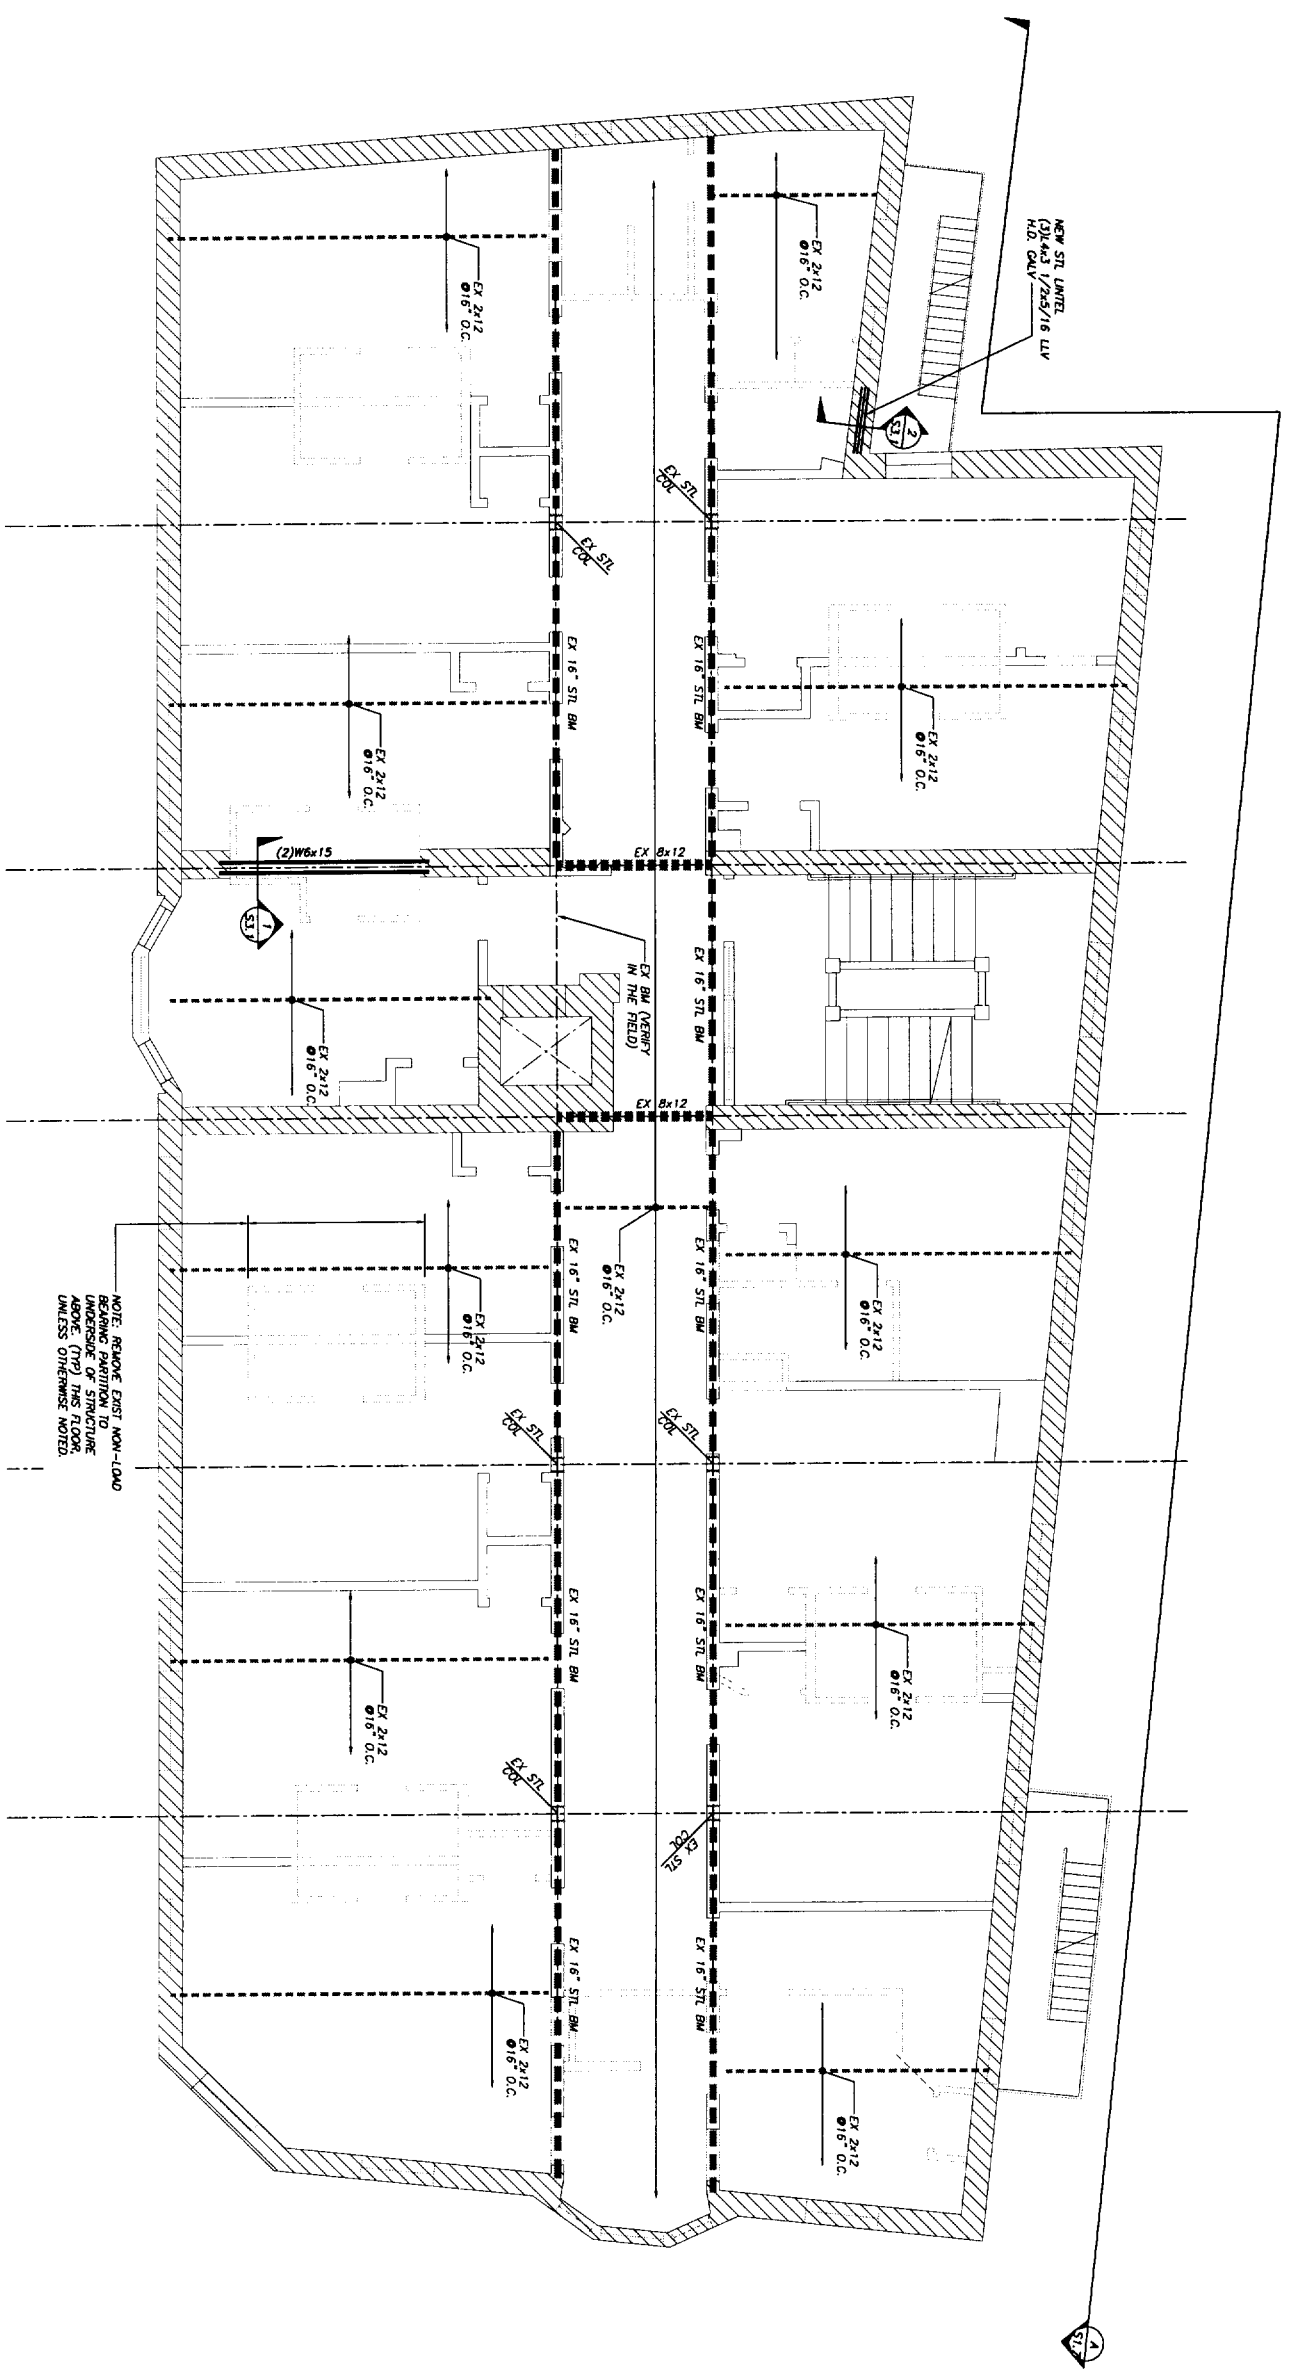 NEW STL LINTEL
(3)L4x3 1/2x5/16 LLV
H.D. GALV
EX 2x12
@16" O.C.
EX 2x12
@16" O.C.
2
S3.1
EX STL
COL
EX STL
COL
EX 16" STL BM
EX 16" STL BM
EX 2x12
@16" O.C.
EX 2x12
@16" O.C.
(2)W6x15
EX 8x12
1
S3.1
EX BM (VERIFY
IN THE FIELD)
EX 16" STL BM
EX 2x12
@16" O.C.
EX 8x12
EX 2x12
@16" O.C.
EX 16" STL BM
EX 16" STL BM
EX 2x12
@16" O.C.
EX 2x12
@16" O.C.
NOTE: REMOVE EXIST NON-LOAD
BEARING PARTITION TO
UNDERSIDE OF STRUCTURE
ABOVE. (TYP) THIS FLOOR,
UNLESS OTHERWISE NOTED.
EX STL
COL
EX STL
COL
EX 16" STL BM
EX 16" STL BM
EX 2x12
@16" O.C.
EX 2x12
@16" O.C.
EX STL
COL
EX STL
COL
EX 16" STL BM
EX 16" STL BM
EX 2x12
@16" O.C.
EX 2x12
@16" O.C.
A